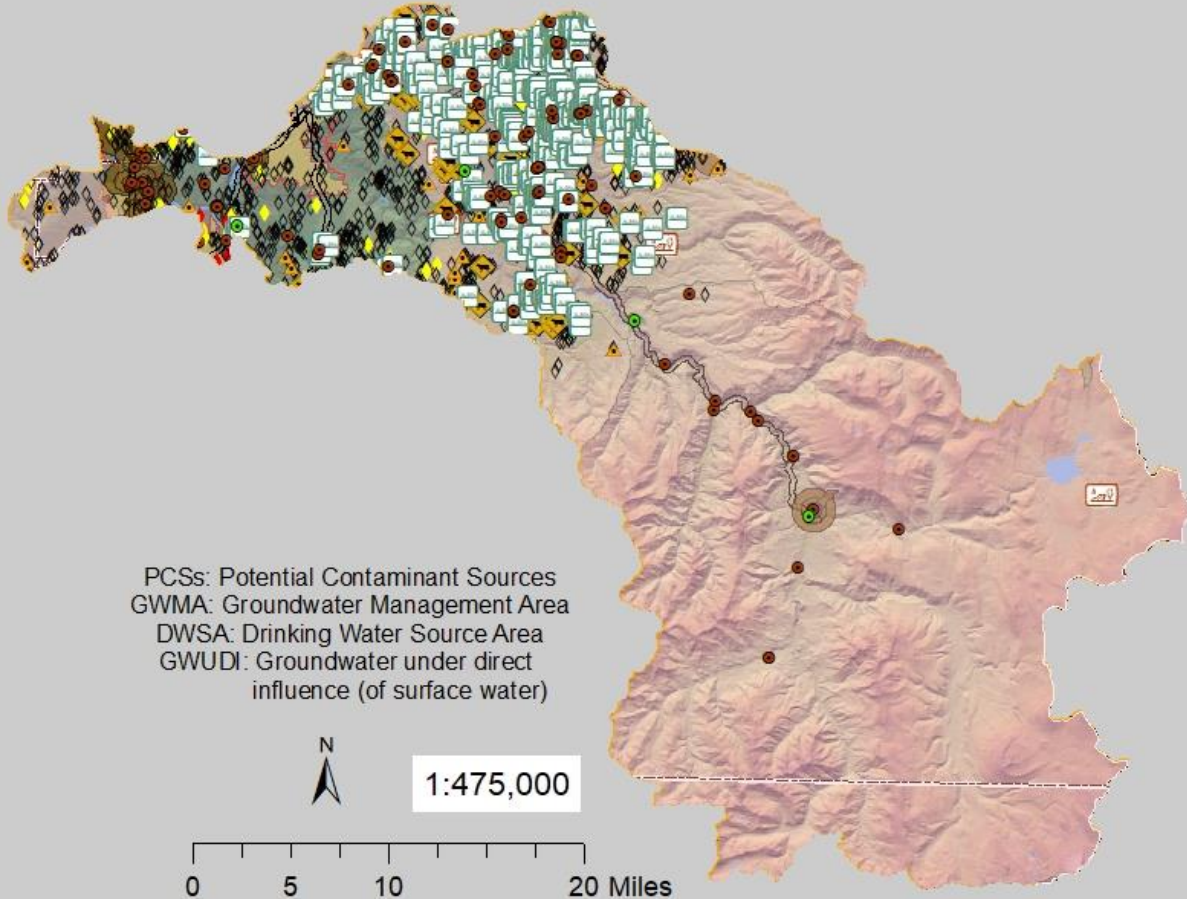 PCSs: Potential Contaminant Sources
GWMA: Groundwater Management Area
DWSA: Drinking Water Source Area
GWUDI: Groundwater under direct
influence (of surface water)
N
1:475,000
0 5 10 20 Miles